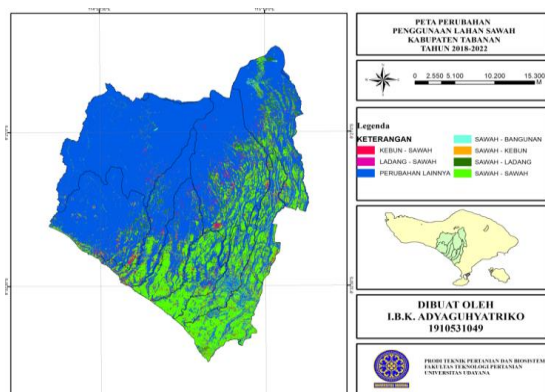 PETA PERUBAHAN
PENGGUNAAN LAHAN SAWAH
KABUPATEN TABANAN
TAHUN 2018-2022
0 2.550 5.100 10.200 15.300
M
Legenda
KETERANGAN
KEBUN - SAWAH
LADANG - SAWAH
PERUBAHAN LAINNYA
SAWAH - BANGUNAN
SAWAH - KEBUN
SAWAH - LADANG
SAWAH - SAWAH
DIBUAT OLEH
I.B.K. ADYAGUHYATRIKO
1910531049
PRODI TEKNIK PERTANIAN DAN BIOSISTEM
FAKULTAS TEKNOLOGI PERTANIAN
UNIVERSITAS UDAYANA